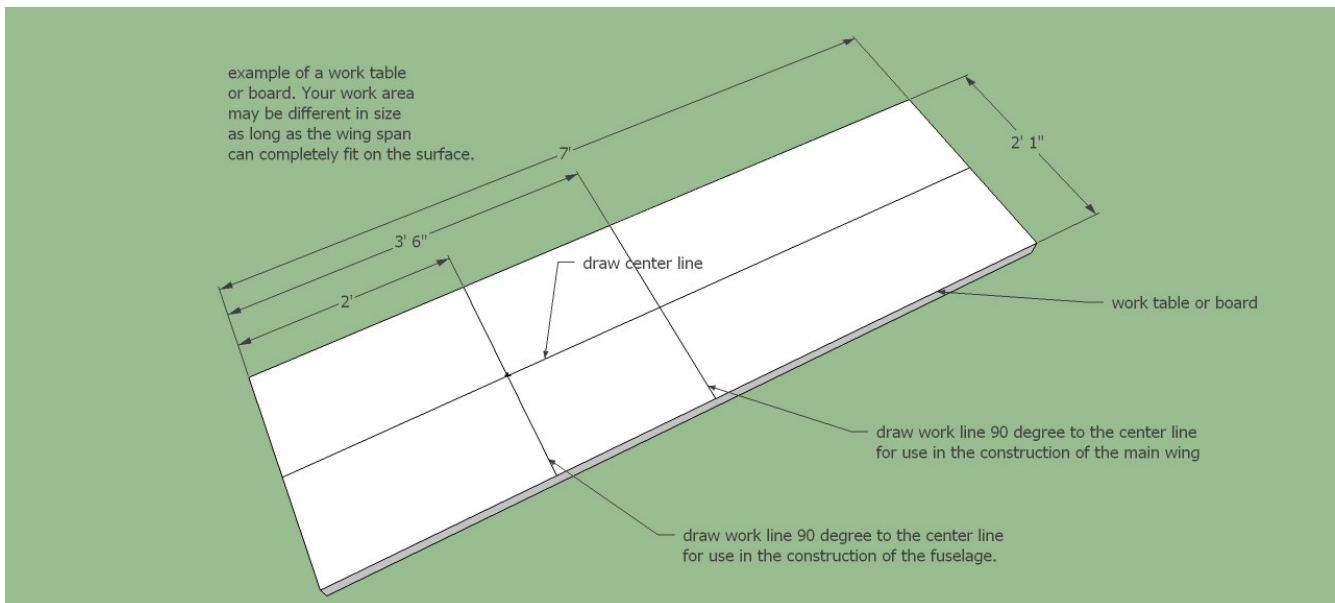 example of a work table
or board. Your work area
may be different in size
as long as the wing span
can completely fit on the surface.
7'
2' 1"
3' 6"
2'
draw center line
work table or board
draw work line 90 degree to the center line
for use in the construction of the main wing
draw work line 90 degree to the center line
for use in the construction of the fuselage.